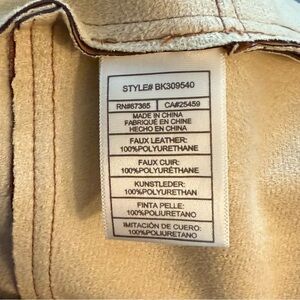 STYLE# BK309540
RN#67365 CA#25459
MADE IN CHINA
FABRIQUÉ EN CHINE
HECHO EN CHINA
FAUX LEATHER:
100%POLYURETHANE
FAUX CUIR:
100%POLYURÉTHANE
KUNSTLEDER:
100%POLYURETHAN
FINTA PELLE:
100%POLIURETANO
IMITACIÓN DE CUERO:
100%POLIURETANO